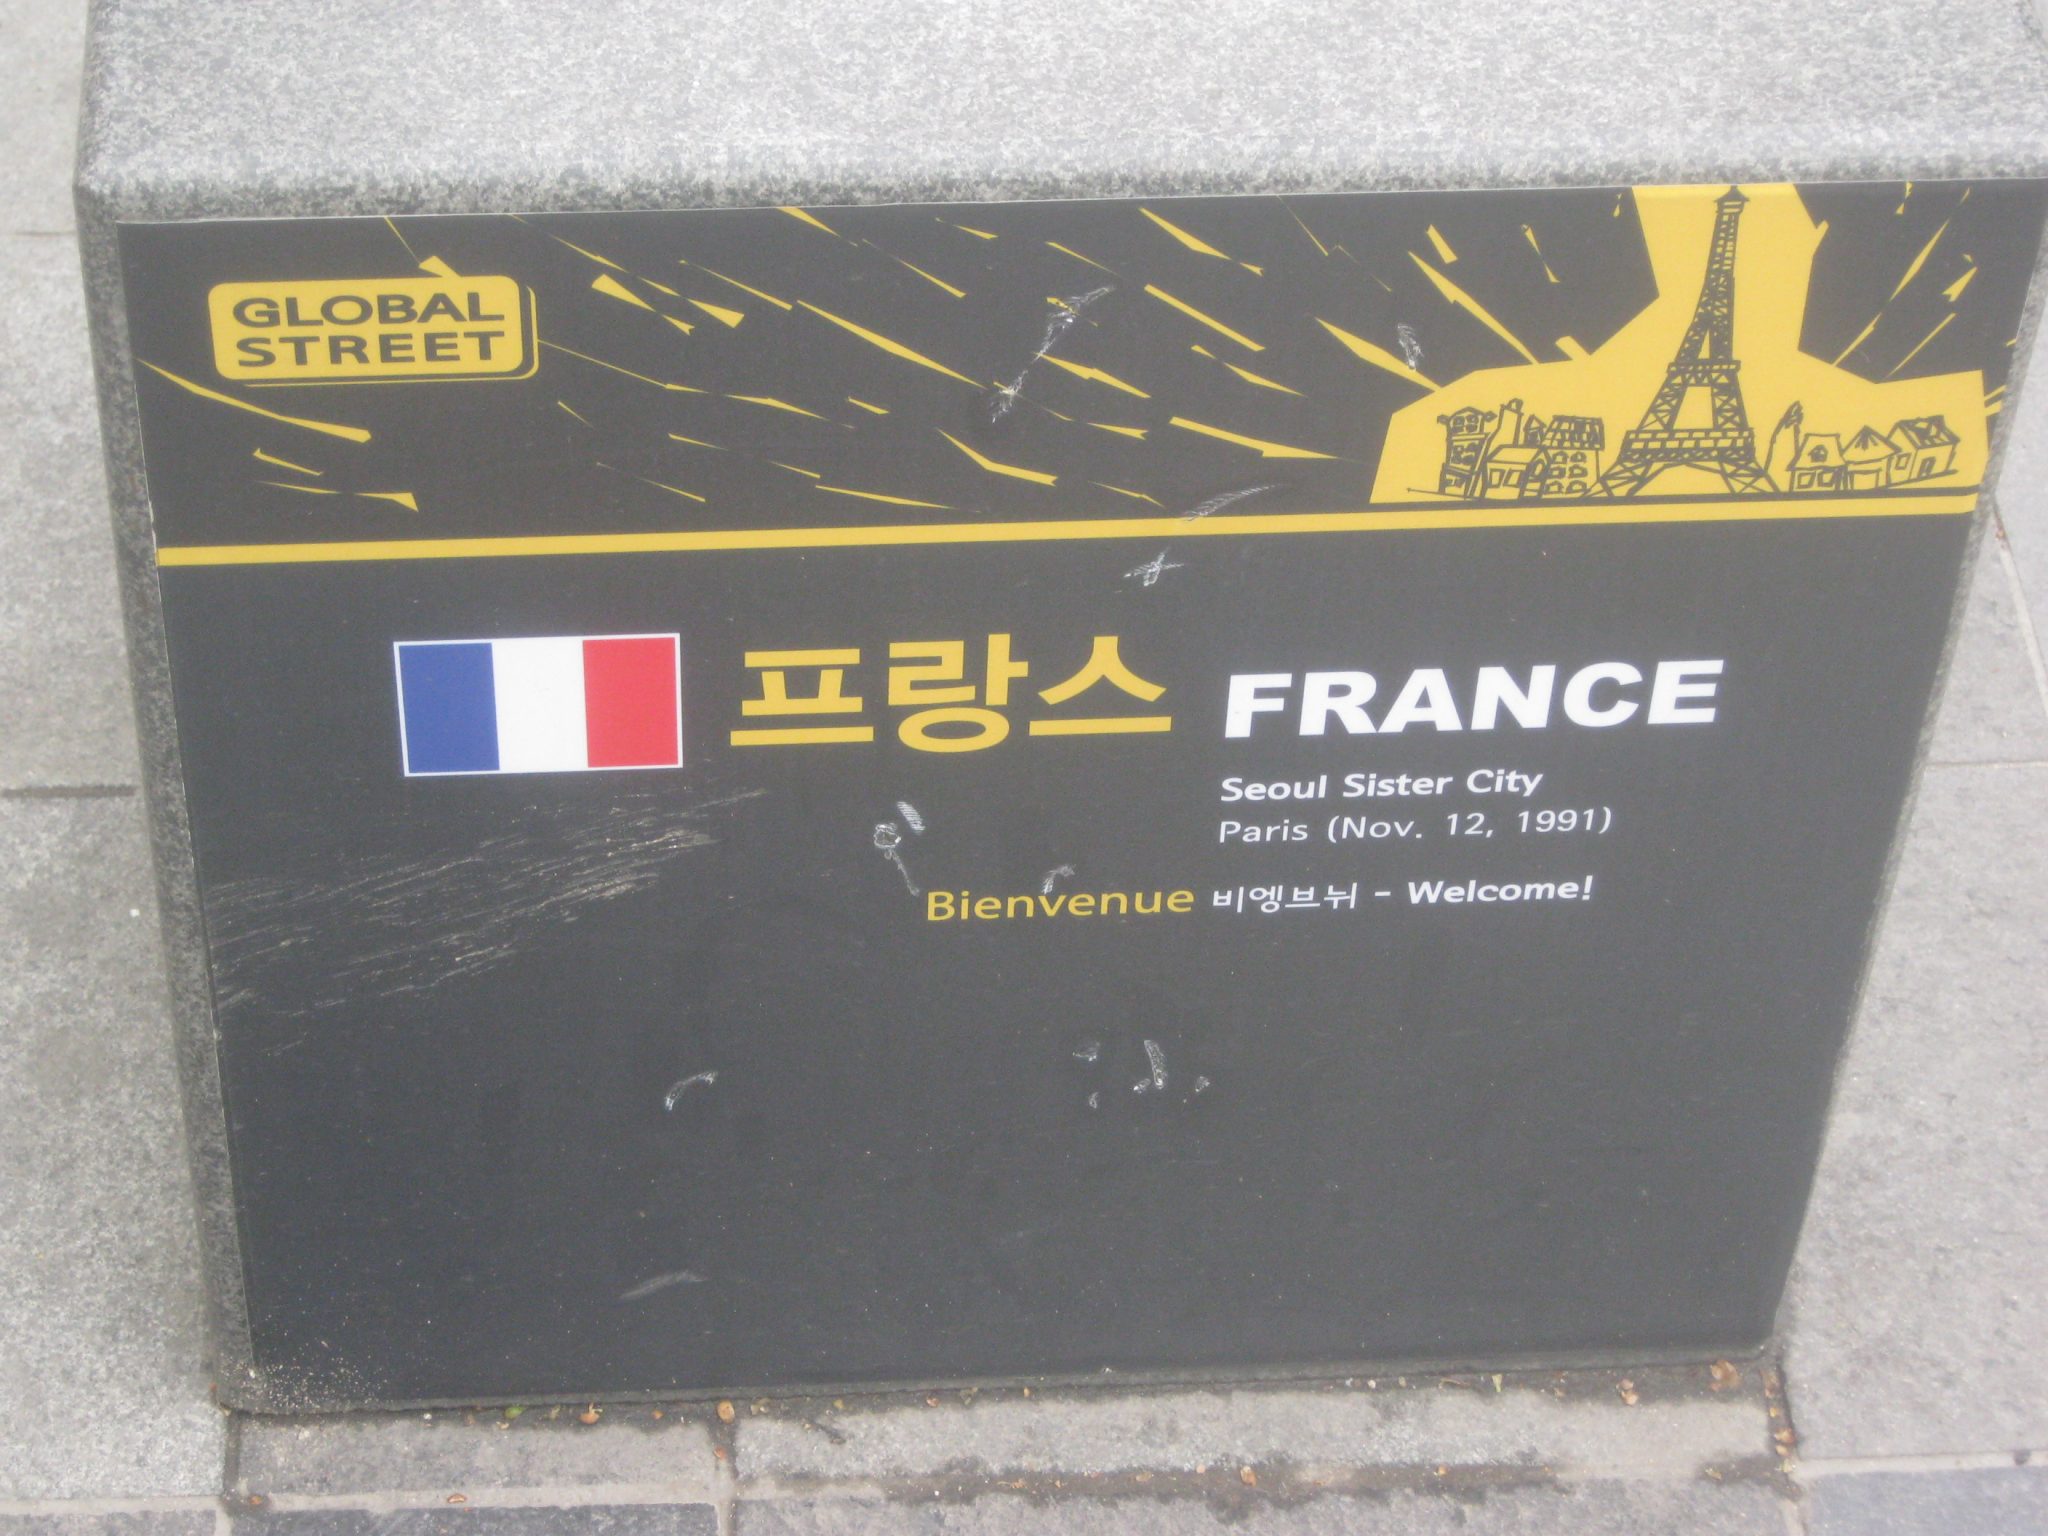 GLOBAL
STREET
프랑스 FRANCE
Seoul Sister City
Paris (Nov. 12, 1991)
Bienvenue 비엥브뉘 - Welcome!